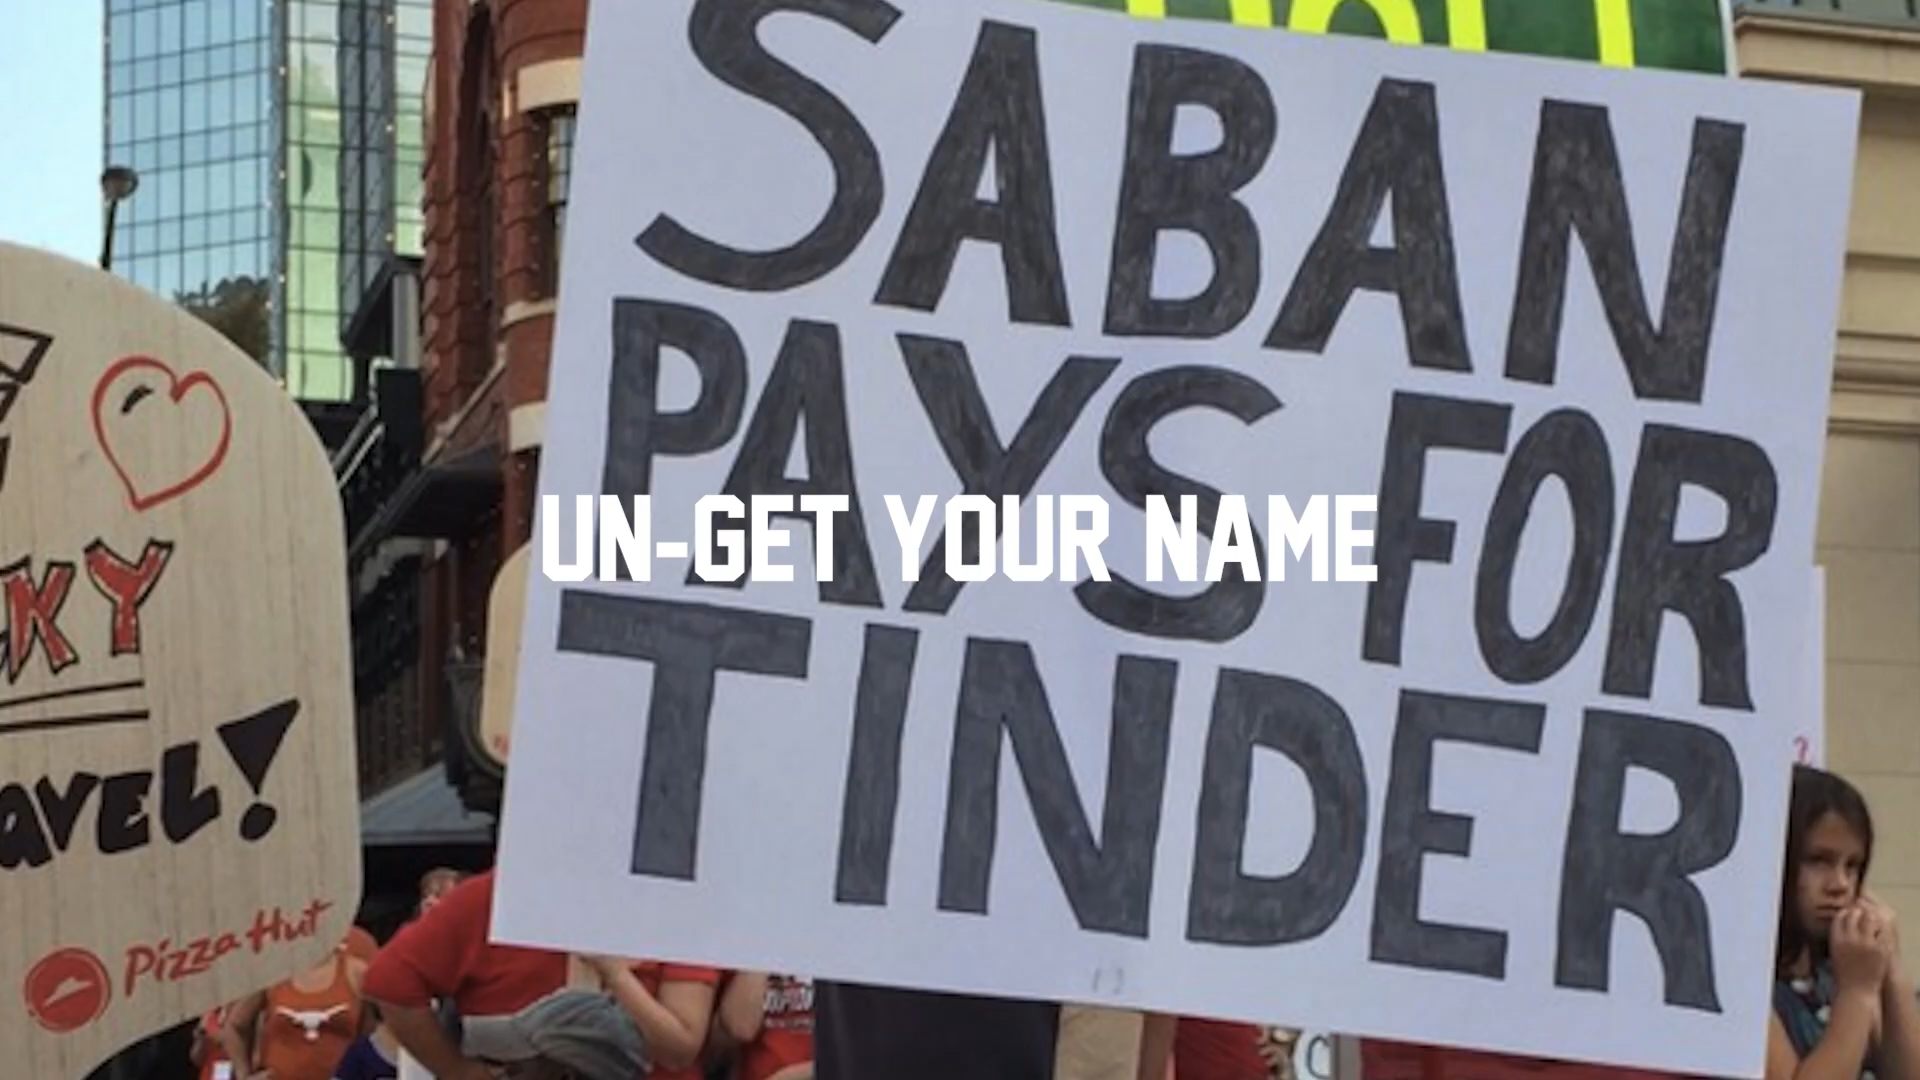 SABAN
PAYS FOR
TINDER
UN-GET YOUR NAME
AVEL!
Pizza Hut